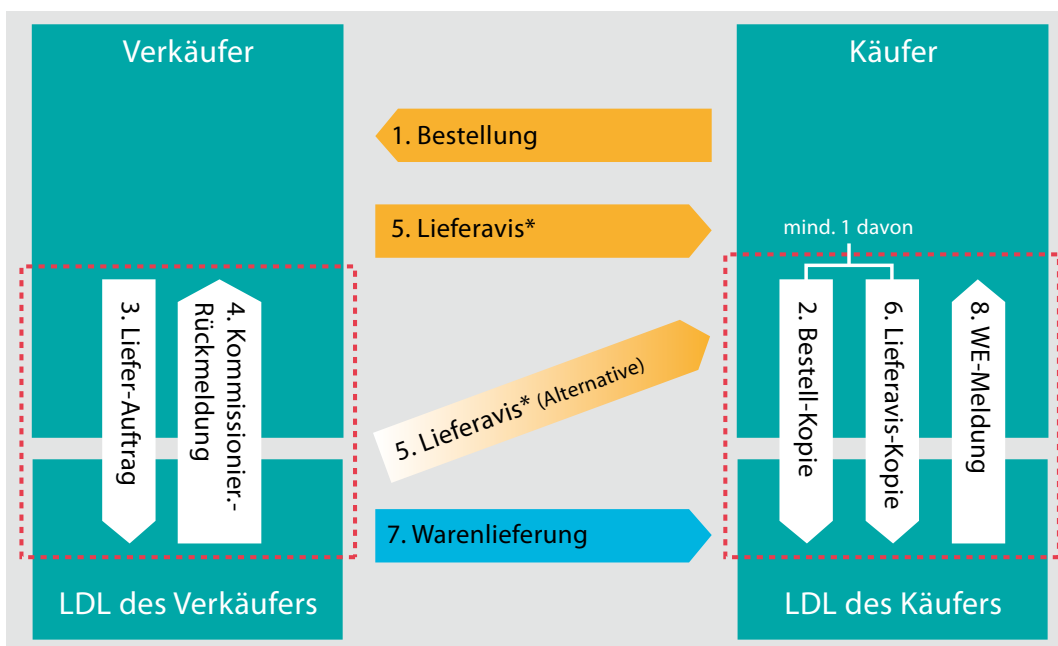 Verkäufer
Käufer
1. Bestellung
5. Lieferavis*
mind. 1 davon
3. Liefer-Auftrag
4. Kommissionier.-
Rückmeldung
5. Lieferavis* (Alternative)
2. Bestell-Kopie
6. Lieferavis-Kopie
8. WE-Meldung
7. Warenlieferung
LDL des Verkäufers
LDL des Käufers